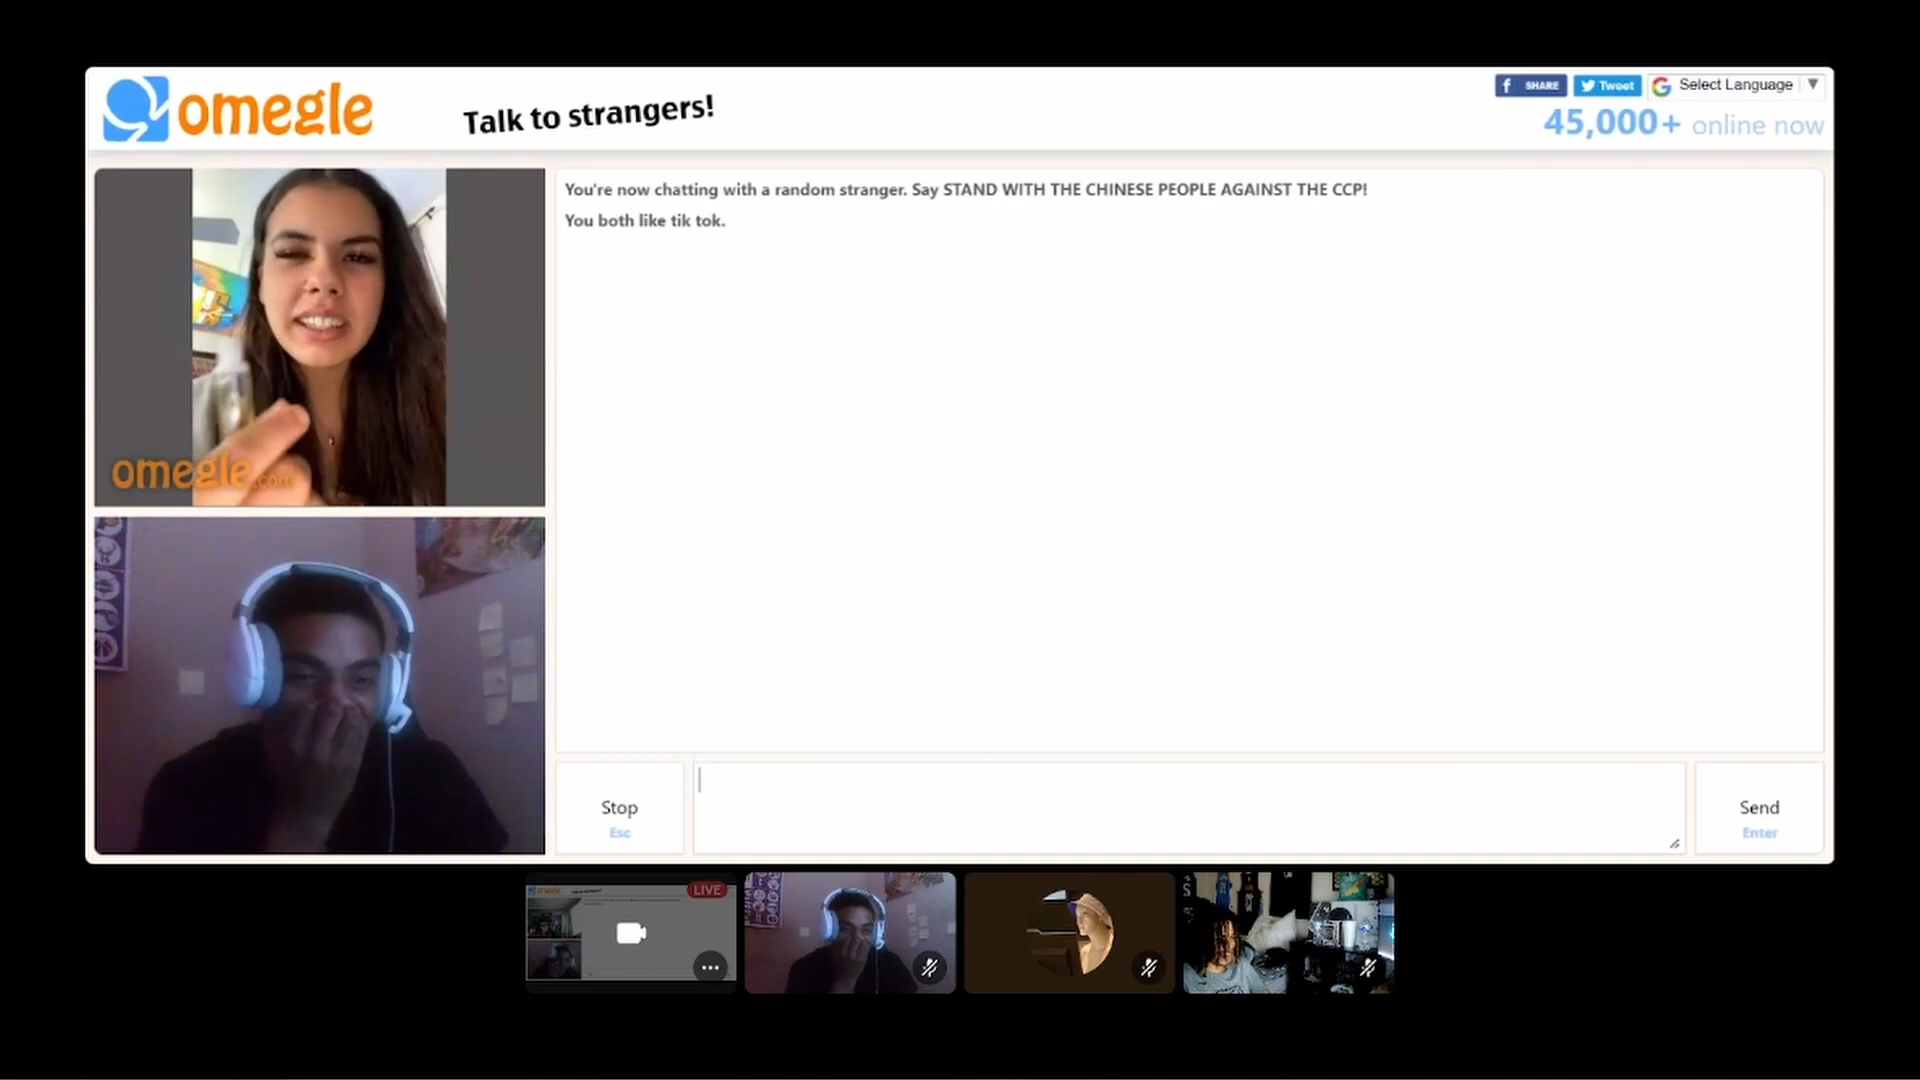 omegle
Talk to strangers!
SHARE
Tweet
Select Language
45,000+ online now
You're now chatting with a random stranger. Say STAND WITH THE CHINESE PEOPLE AGAINST THE CCP!
You both like tik tok.
omegle.com
Stop
Esc
Send
Enter
LIVE